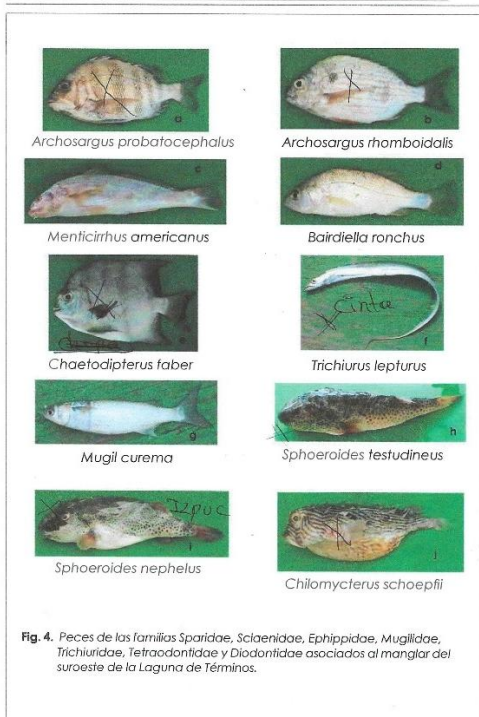 a
b
Archosargus probatocephalus
Archosargus rhomboidalis
c
d
Menticirrhus americanus
Bairdiella ronchus
e
Cinta
f
Chaetodipterus faber
Trichiurus lepturus
g
h
Mugil curema
Sphoeroides testudineus
Izpuc
i
Sphoeroides nephelus
Chilomycterus schoepfii
Fig. 4. Peces de las familias Sparidae, Sclaenidae, Ephippidae, Mugilidae,
Trichiuridae, Tetraodontidae y Diodontidae asociados al manglar del
suroeste de la Laguna de Términos.